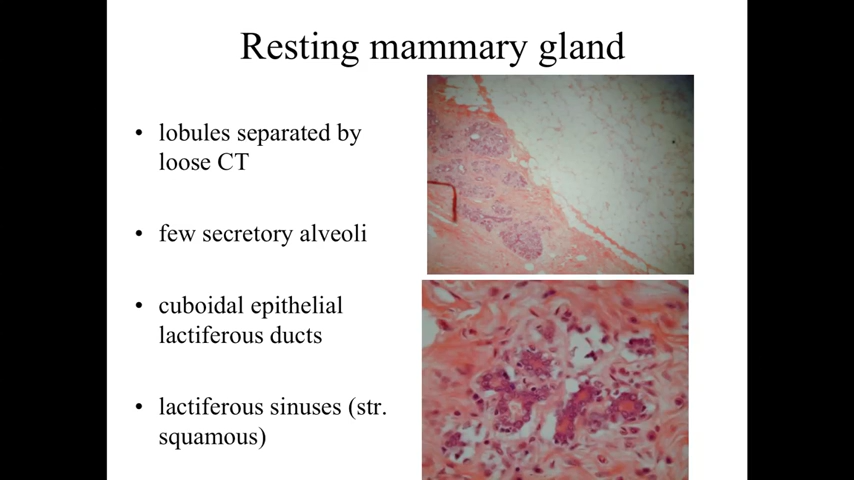 Resting mammary gland
• lobules separated by
loose CT
• few secretory alveoli
• cuboidal epithelial
lactiferous ducts
• lactiferous sinuses (str.
squamous)